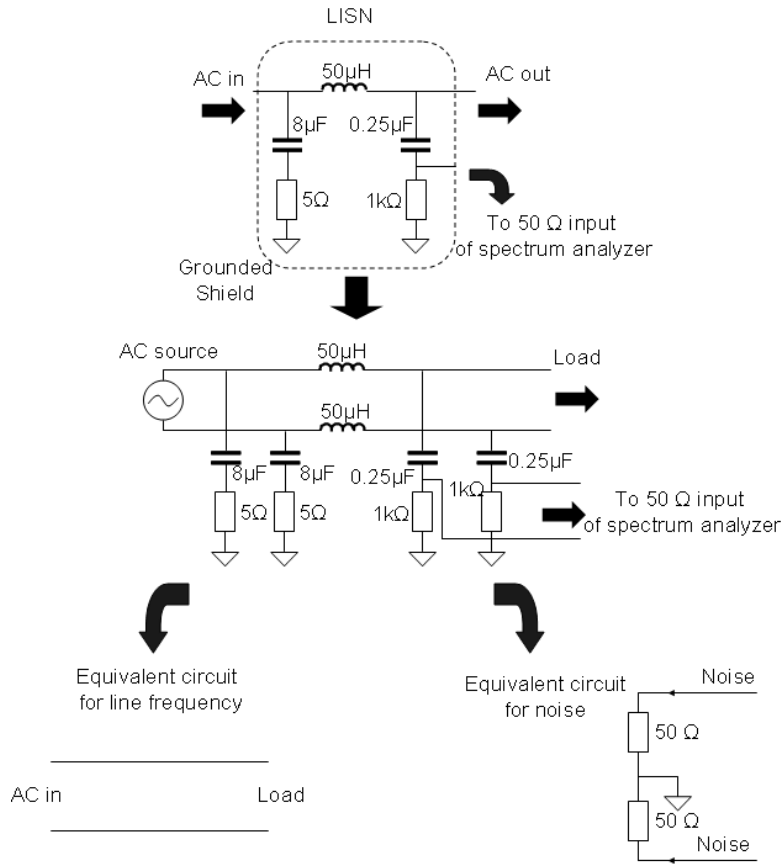 LISN
50µH
AC in
AC out
8µF
0.25µF
5Ω
1kΩ
To 50 Ω input
of spectrum analyzer
Grounded
Shield
AC source
50µH
Load
50µH
8µF
8µF
0.25µF
0.25µF
5Ω
5Ω
1kΩ
1kΩ
To 50 Ω input
of spectrum analyzer
Equivalent circuit
for line frequency
Equivalent circuit
for noise
Noise
50 Ω
AC in
Load
50 Ω
Noise